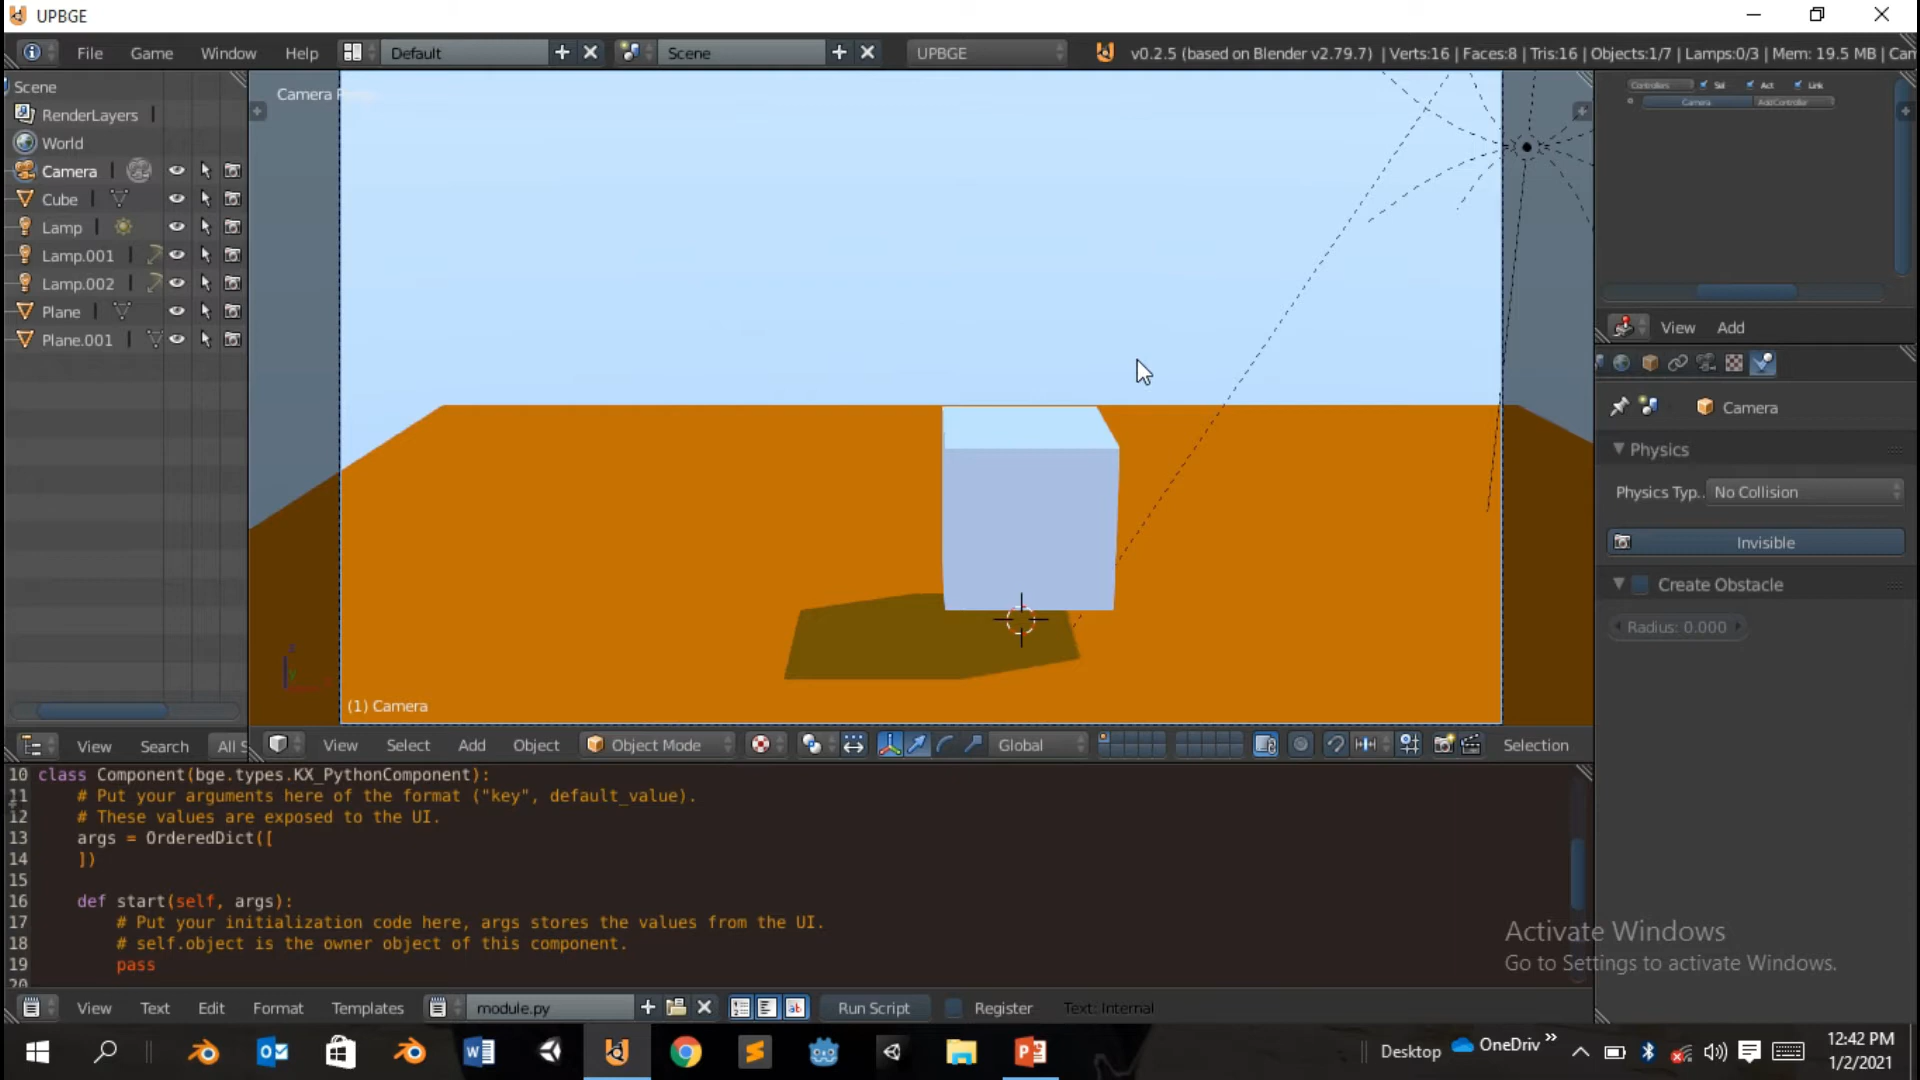 UPBGE
File Game Window Help Default Scene UPBGE v0.2.5 (based on Blender v2.79.7) | Verts:16 | Faces:8 | Tris:16 | Objects:1/7 | Lamps:0/3 | Mem: 19.5 MB | Cam
Scene
RenderLayers
World
Camera
Cube
Lamp
Lamp.001
Lamp.002
Plane
Plane.001
View Search All S
Camera
(1) Camera
View Select Add Object Object Mode Global Selection
Controllers Sel Act Link
Camera Add Controller
View Add
Camera
Physics
Physics Typ.. No Collision
Invisible
Create Obstacle
Radius: 0.000
10 class Component(bge.types.KX_PythonComponent):
11 # Put your arguments here of the format ("key", default_value).
12 # These values are exposed to the UI.
13 args = OrderedDict([
14 ])
15
16 def start(self, args):
17 # Put your initialization code here, args stores the values from the UI.
18 # self.object is the owner object of this component.
19 pass
20
Activate Windows
Go to Settings to activate Windows.
View Text Edit Format Templates module.py Run Script Register Text: Internal
Desktop OneDriv » 12:42 PM
1/2/2021